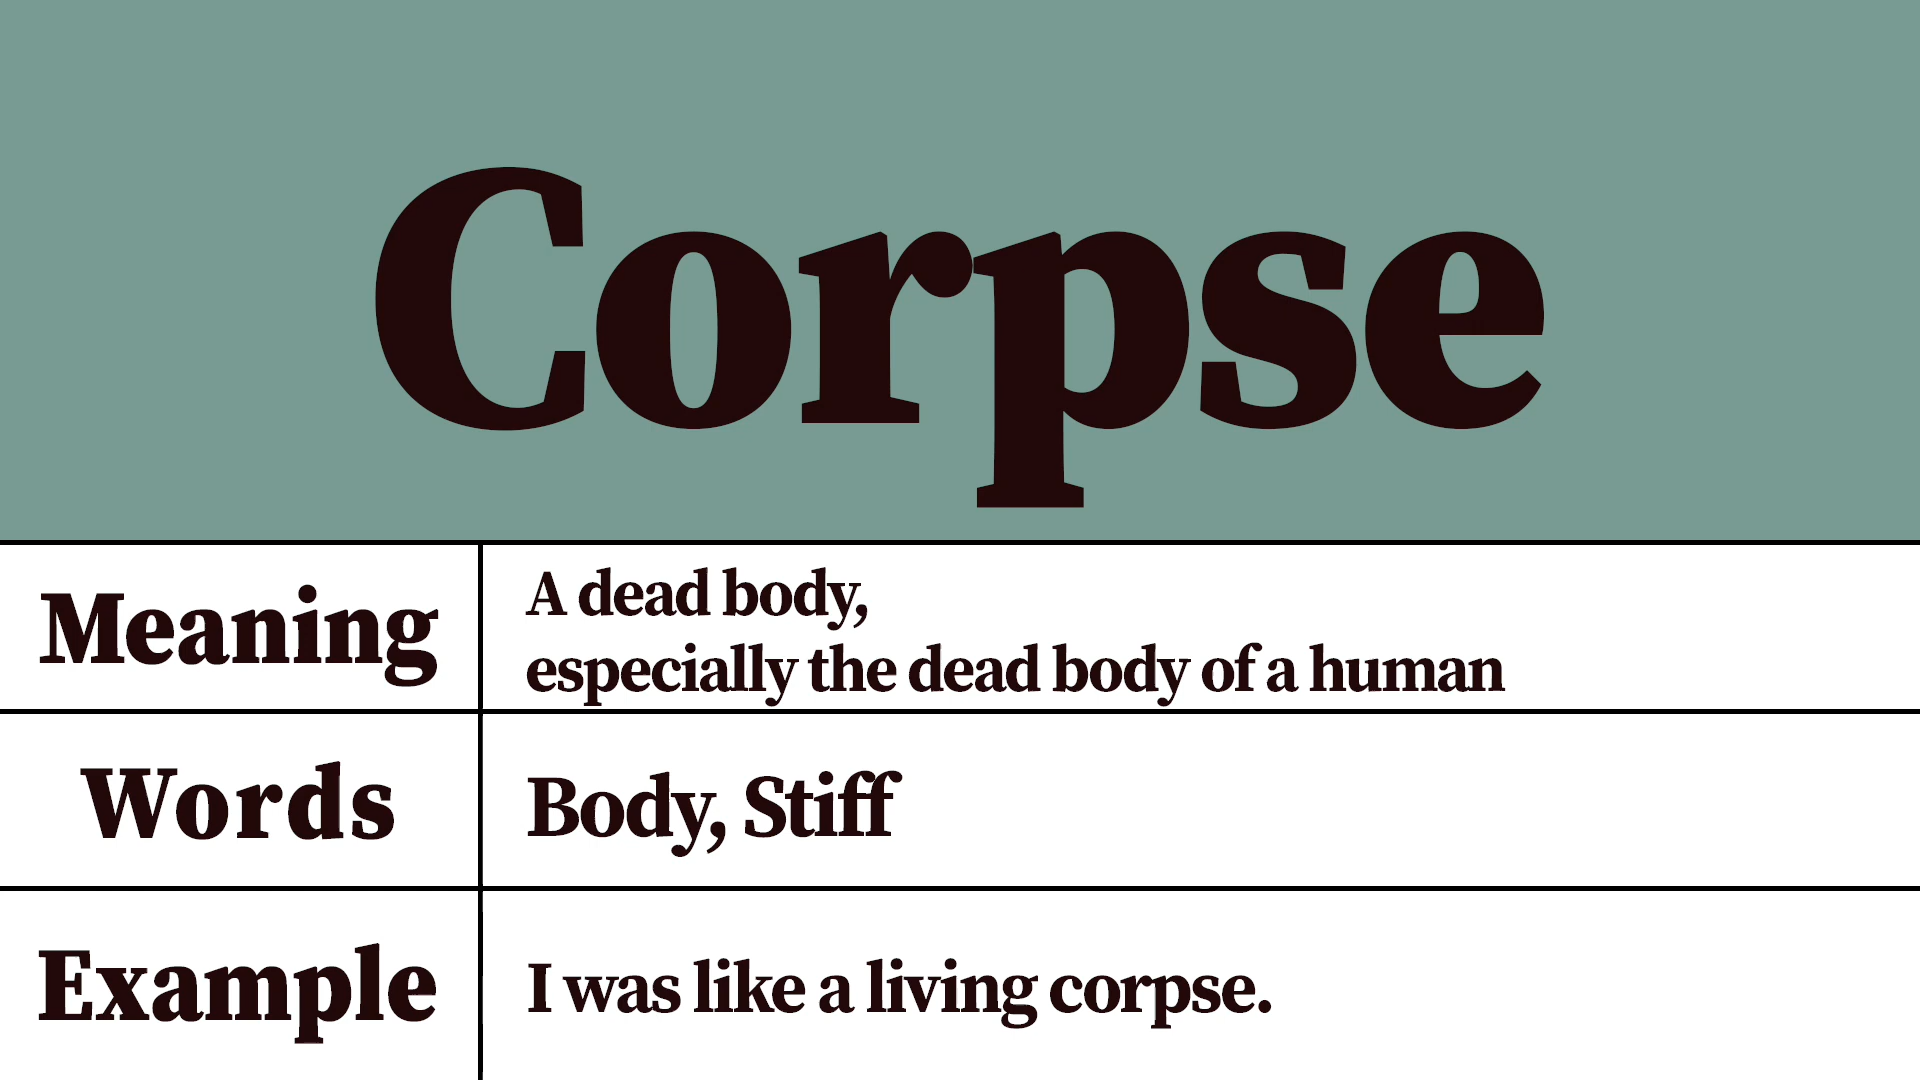 Corpse
Meaning
A dead body,
especially the dead body of a human
Words
Body, Stiff
Example
I was like a living corpse.